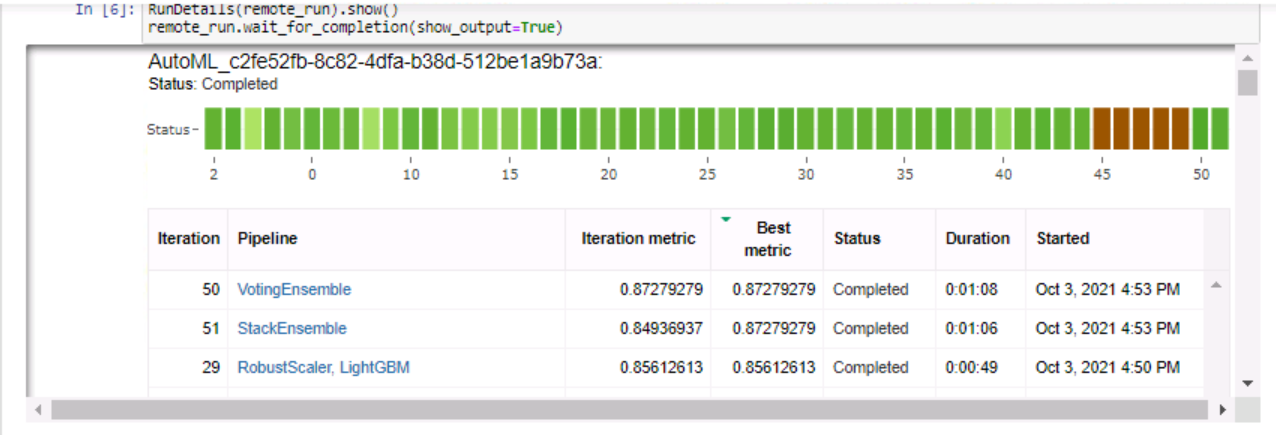 In [6]: RunDetails(remote_run).show()
remote_run.wait_for_completion(show_output=True)
AutoML_c2fe52fb-8c82-4dfa-b38d-512be1a9b73a:
Status: Completed
Status
2 0 10 15 20 25 30 35 40 45 50
Iteration Pipeline Iteration metric Best metric Status Duration Started
50 VotingEnsemble 0.87279279 0.87279279 Completed 0:01:08 Oct 3, 2021 4:53 PM
51 StackEnsemble 0.84936937 0.87279279 Completed 0:01:06 Oct 3, 2021 4:53 PM
29 RobustScaler, LightGBM 0.85612613 0.85612613 Completed 0:00:49 Oct 3, 2021 4:50 PM